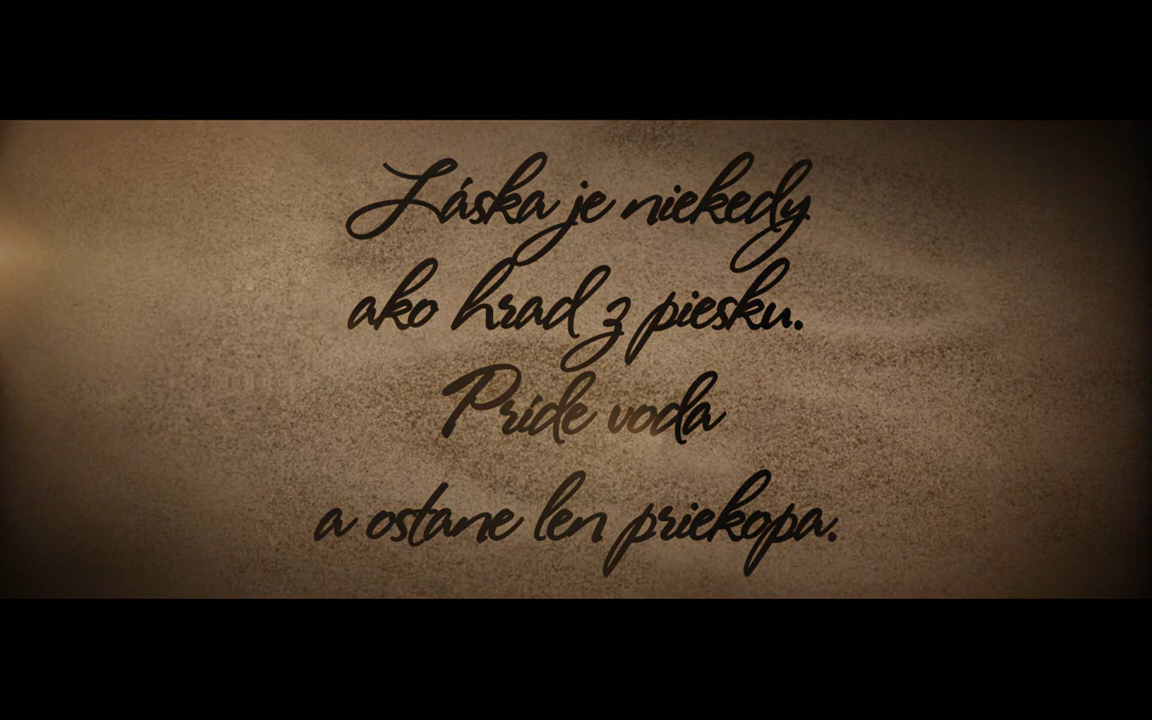 Láska je niekedy
ako hrad z piesku.
Príde voda
a ostane len priekopa.